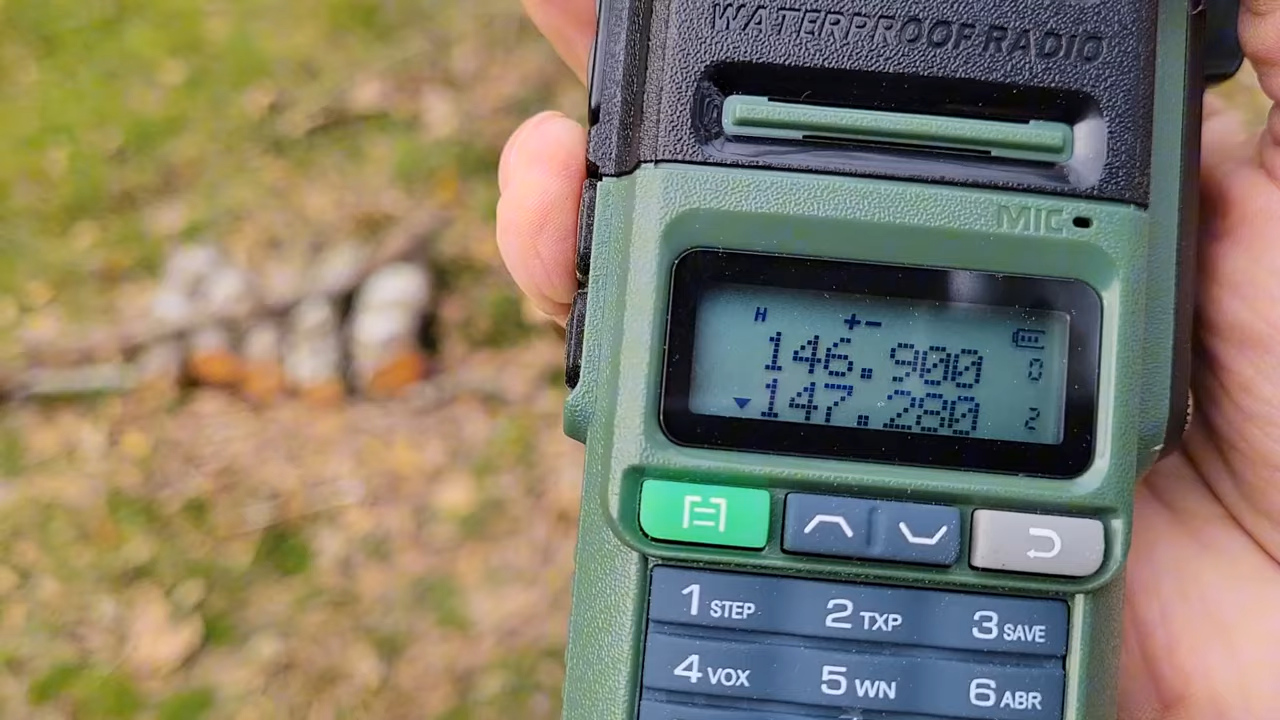 WATERPROOF RADIO
MIC
H +-
146.900 0
147.280 2
1 STEP 2 TXP 3 SAVE
4 VOX 5 WN 6 ABR